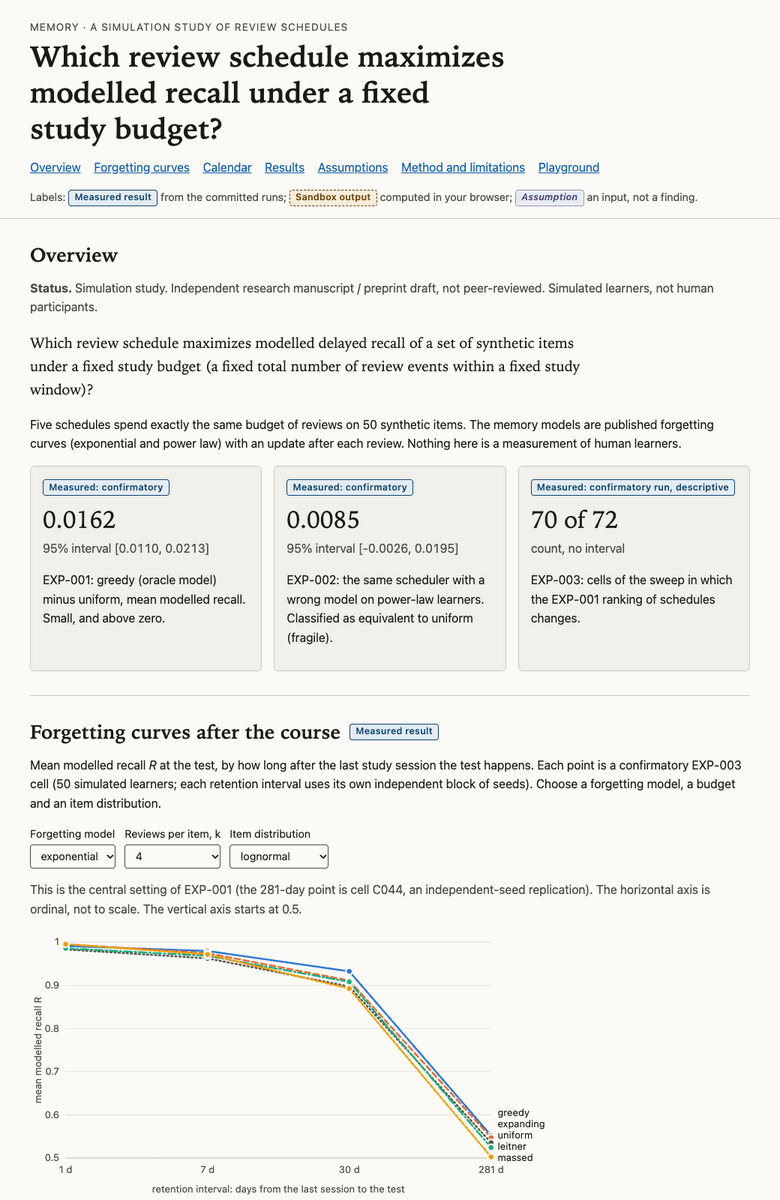 MEMORY · A SIMULATION STUDY OF REVIEW SCHEDULES
Which review schedule maximizes
modelled recall under a fixed
study budget?
Overview Forgetting curves Calendar Results Assumptions Method and limitations Playground
Labels: Measured result from the committed runs; Sandbox output computed in your browser; Assumption an input, not a finding.
Overview
Status. Simulation study. Independent research manuscript / preprint draft, not peer-reviewed. Simulated learners, not human
participants.
Which review schedule maximizes modelled delayed recall of a set of synthetic items
under a fixed study budget (a fixed total number of review events within a fixed study
window)?
Five schedules spend exactly the same budget of reviews on 50 synthetic items. The memory models are published forgetting
curves (exponential and power law) with an update after each review. Nothing here is a measurement of human learners.
Measured: confirmatory
0.0162
95% interval [0.0110, 0.0213]
EXP-001: greedy (oracle model)
minus uniform, mean modelled recall.
Small, and above zero.
Measured: confirmatory
0.0085
95% interval [-0.0026, 0.0195]
EXP-002: the same scheduler with a
wrong model on power-law learners.
Classified as equivalent to uniform
(fragile).
Measured: confirmatory run, descriptive
70 of 72
count, no interval
EXP-003: cells of the sweep in which
the EXP-001 ranking of schedules
changes.
Forgetting curves after the course Measured result
Mean modelled recall R at the test, by how long after the last study session the test happens. Each point is a confirmatory EXP-003
cell (50 simulated learners; each retention interval uses its own independent block of seeds). Choose a forgetting model, a budget
and an item distribution.
Forgetting model Reviews per item, k Item distribution
exponential 4 lognormal
This is the central setting of EXP-001 (the 281-day point is cell C044, an independent-seed replication). The horizontal axis is
ordinal, not to scale. The vertical axis starts at 0.5.
mean modelled recall R
1
0.9
0.8
0.7
0.6
0.5
greedy
expanding
uniform
leitner
massed
1 d 7 d 30 d 281 d
retention interval: days from the last session to the test